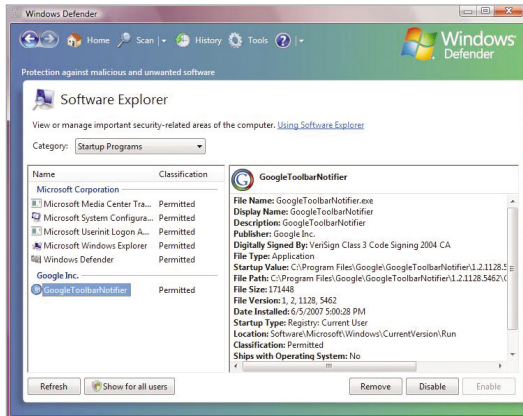 Windows Defender
Home Scan History Tools
Windows
Defender
Protection against malicious and unwanted software
Software Explorer
View or manage important security-related areas of the computer. Using Software Explorer
Category: Startup Programs
Name Classification
Microsoft Corporation
Microsoft Media Center Tra... Permitted
Microsoft System Configura... Permitted
Microsoft Userinit Logon A... Permitted
Microsoft Windows Explorer Permitted
Windows Defender Permitted
Google Inc.
GoogleToolbarNotifier Permitted
GoogleToolbarNotifier
File Name: GoogleToolbarNotifier.exe
Display Name: GoogleToolbarNotifier
Description: GoogleToolbarNotifier
Publisher: Google Inc.
Digitally Signed By: VeriSign Class 3 Code Signing 2004 CA
File Type: Application
Startup Value: C:\Program Files\Google\GoogleToolbarNotifier\1.2.1128.5
File Path: C:\Program Files\Google\GoogleToolbarNotifier\1.2.1128.5462\
File Size: 171448
File Version: 1, 2, 1128, 5462
Date Installed: 6/5/2007 5:00:28 PM
Startup Type: Registry: Current User
Location: Software\Microsoft\Windows\CurrentVersion\Run
Classification: Permitted
Ships with Operating System: No
Refresh Show for all users Remove Disable Enable